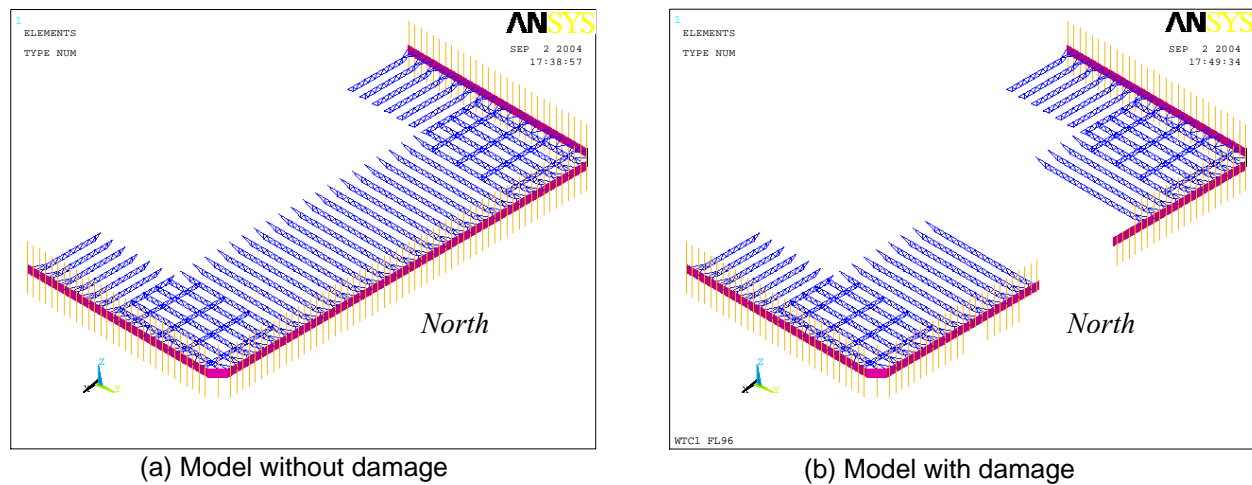 1
ELEMENTS
TYPE NUM
ANSYS
SEP 2 2004
17:38:57
North
Z
X
Y
(a) Model without damage
1
ELEMENTS
TYPE NUM
ANSYS
SEP 2 2004
17:49:34
North
Z
X
Y
WTC1 FL96
(b) Model with damage